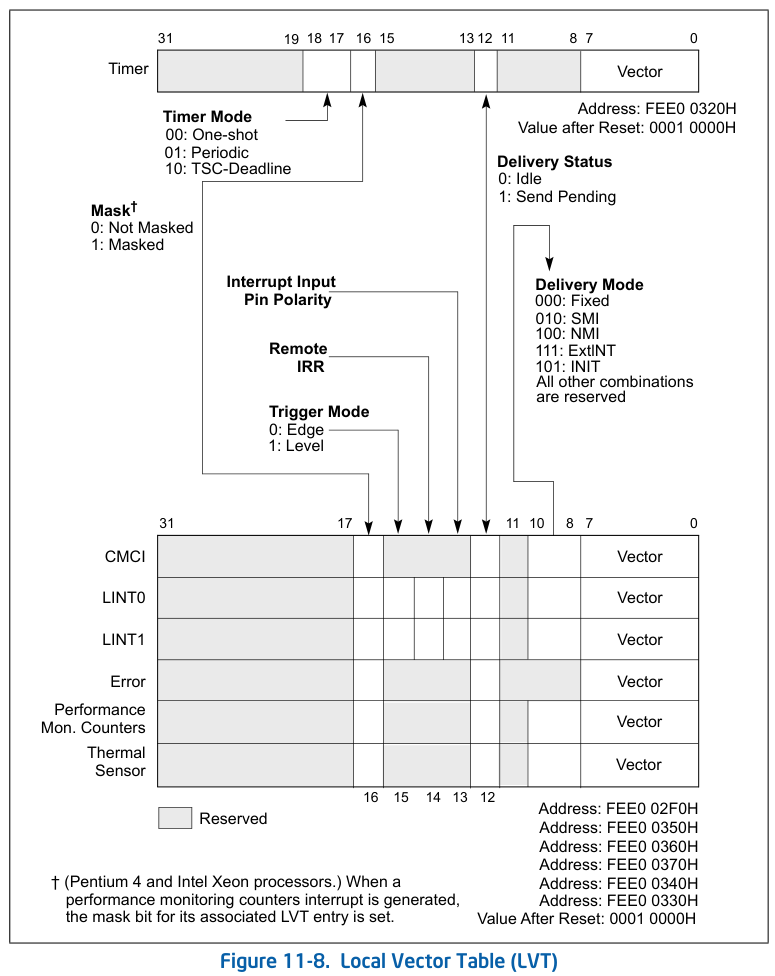 31 19 18 17 16 15 13 12 11 8 7 0
Timer Vector
Address: FEE0 0320H
Value after Reset: 0001 0000H
Timer Mode
00: One-shot
01: Periodic
10: TSC-Deadline
Delivery Status
0: Idle
1: Send Pending
Mask†
0: Not Masked
1: Masked
Interrupt Input
Pin Polarity
Delivery Mode
000: Fixed
010: SMI
100: NMI
111: ExtlNT
101: INIT
All other combinations
are reserved
Remote
IRR
Trigger Mode
0: Edge
1: Level
31 17 11 10 8 7 0
CMCI Vector
LINT0 Vector
LINT1 Vector
Error Vector
Performance
Mon. Counters Vector
Thermal
Sensor Vector
16 15 14 13 12
Reserved
Address: FEE0 02F0H
Address: FEE0 0350H
Address: FEE0 0360H
Address: FEE0 0370H
Address: FEE0 0340H
Address: FEE0 0330H
Value After Reset: 0001 0000H
† (Pentium 4 and Intel Xeon processors.) When a
performance monitoring counters interrupt is generated,
the mask bit for its associated LVT entry is set.
Figure 11-8. Local Vector Table (LVT)